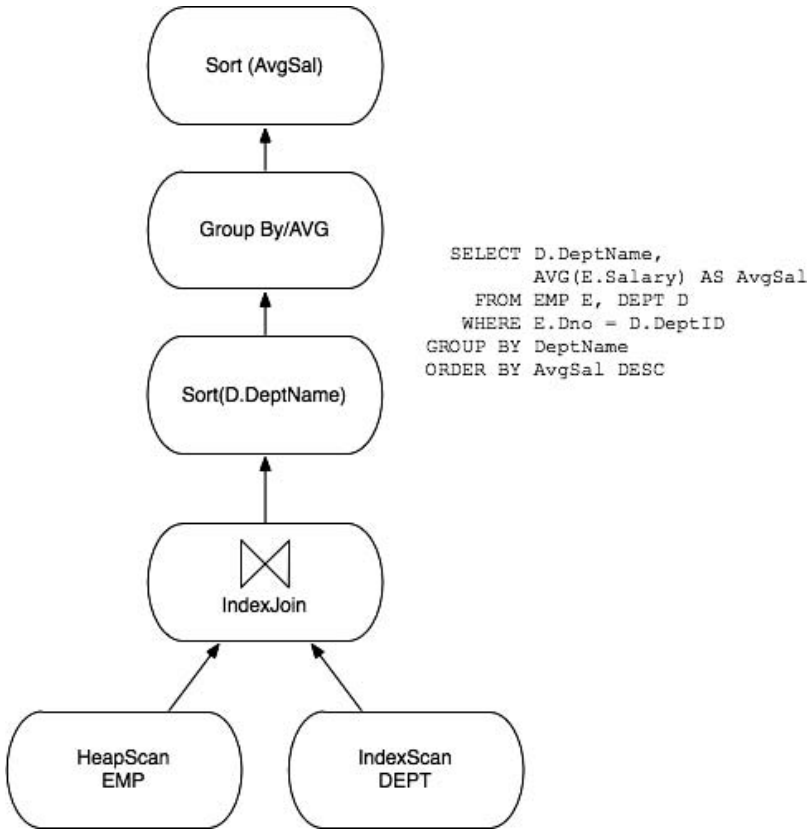 Sort (AvgSal)
Group By/AVG
SELECT D.DeptName,
AVG(E.Salary) AS AvgSal
FROM EMP E, DEPT D
WHERE E.Dno = D.DeptID
GROUP BY DeptName
ORDER BY AvgSal DESC
Sort(D.DeptName)
IndexJoin
HeapScan
EMP
IndexScan
DEPT